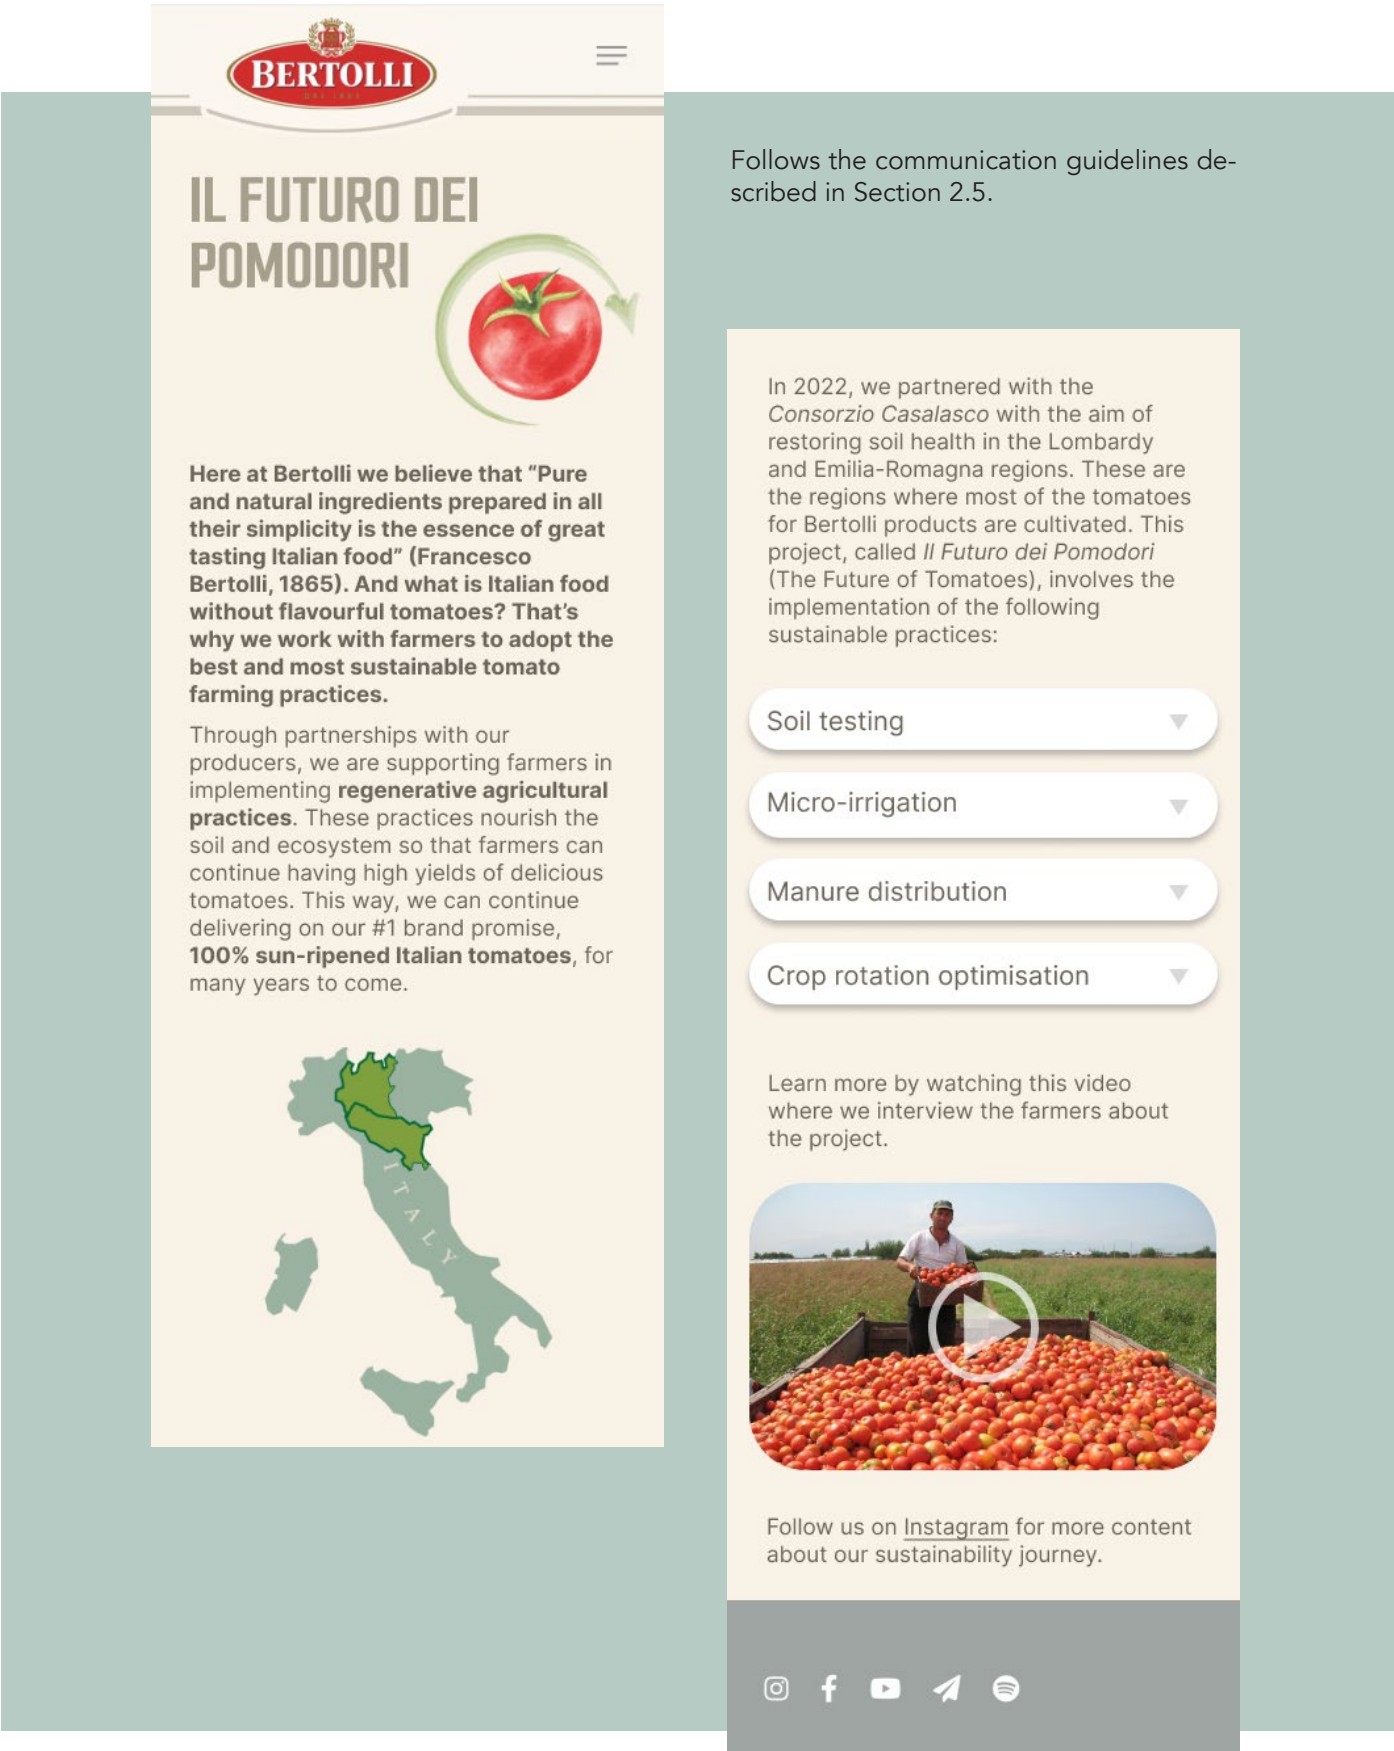 BERTOLLI
IL FUTURO DEI
POMODORI
Here at Bertolli we believe that “Pure
and natural ingredients prepared in all
their simplicity is the essence of great
tasting Italian food” (Francesco
Bertolli, 1865). And what is Italian food
without flavourful tomatoes? That’s
why we work with farmers to adopt the
best and most sustainable tomato
farming practices.
Through partnerships with our
producers, we are supporting farmers in
implementing regenerative agricultural
practices. These practices nourish the
soil and ecosystem so that farmers can
continue having high yields of delicious
tomatoes. This way, we can continue
delivering on our #1 brand promise,
100% sun-ripened Italian tomatoes, for
many years to come.
ITALY
Follows the communication guidelines de-
scribed in Section 2.5.
In 2022, we partnered with the
Consorzio Casalasco with the aim of
restoring soil health in the Lombardy
and Emilia-Romagna regions. These are
the regions where most of the tomatoes
for Bertolli products are cultivated. This
project, called Il Futuro dei Pomodori
(The Future of Tomatoes), involves the
implementation of the following
sustainable practices:
Soil testing
Micro-irrigation
Manure distribution
Crop rotation optimisation
Learn more by watching this video
where we interview the farmers about
the project.
Follow us on Instagram for more content
about our sustainability journey.